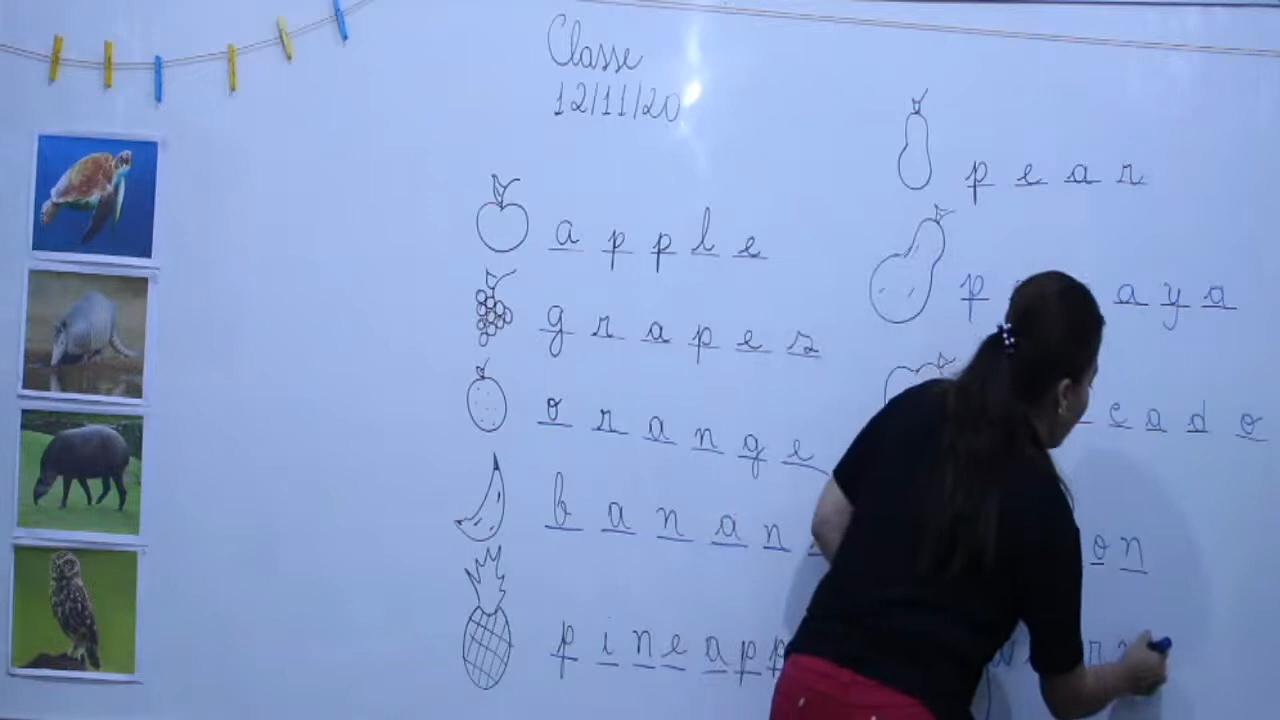 Classe
12/11/20
apple
grapes
orange
banan
pineapp
pear
p aya
cado
on